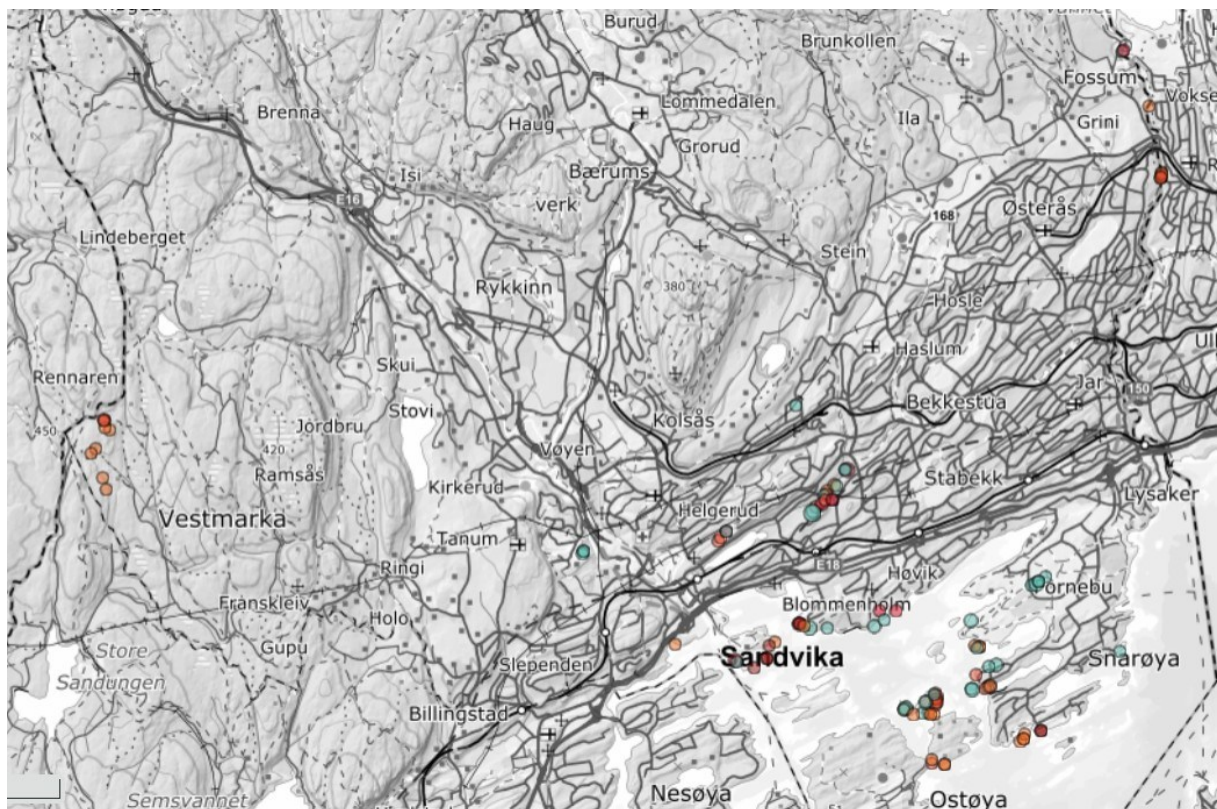 Burud
Brunkollen
Fossum
Brenna
Lommedalen
Haug
Ila
Grini
Grorud
Isi
Bærums
verk
E16
168
Østerås
Lindeberget
Stein
Rykkinn
380
Hosle
Haslum
Skui
Rennaren
Jar
150
Stovi
Bekkestua
Kolsås
450
Jordbru
420
Vøyen
Ramsås
Kirkerud
Stabekk
Lysaker
Vestmarka
Helgerud
Tanum
Ringi
E18
Høvik
Franskleiv
Holo
Blommenholm
Fornebu
Gupu
Store
Sandungen
Slependen
Sandvika
Snarøya
Billingstad
Semsvannet
Nesøya
Ostøya